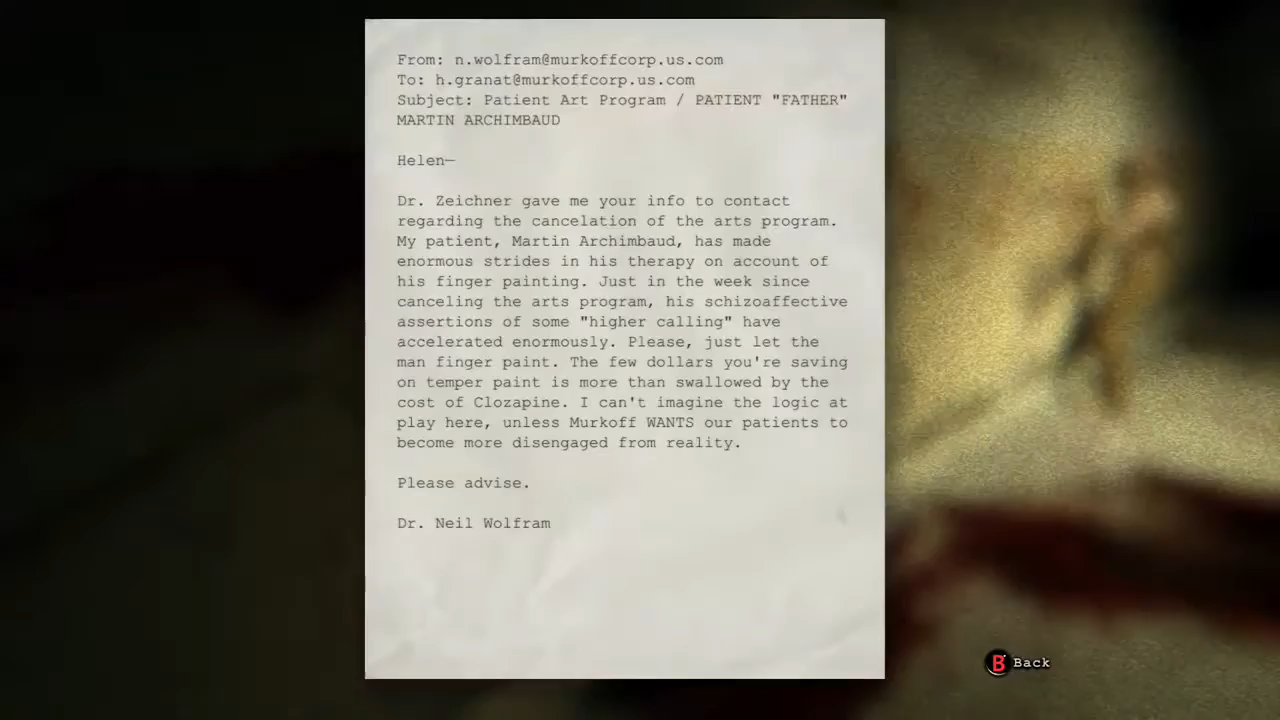 From: n.wolfram@murkoffcorp.us.com
To: h.granat@murkoffcorp.us.com
Subject: Patient Art Program / PATIENT "FATHER"
MARTIN ARCHIMBAUD
Helen—
Dr. Zeichner gave me your info to contact
regarding the cancelation of the arts program.
My patient, Martin Archimbaud, has made
enormous strides in his therapy on account of
his finger painting. Just in the week since
canceling the arts program, his schizoaffective
assertions of some "higher calling" have
accelerated enormously. Please, just let the
man finger paint. The few dollars you're saving
on temper paint is more than swallowed by the
cost of Clozapine. I can't imagine the logic at
play here, unless Murkoff WANTS our patients to
become more disengaged from reality.
Please advise.
Dr. Neil Wolfram
B Back